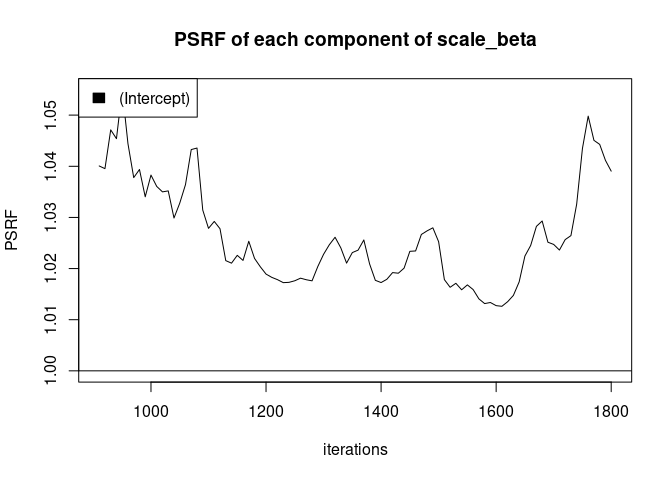 PSRF of each component of scale_beta
(Intercept)
PSRF
1.05
1.04
1.03
1.02
1.01
1.00
1000 1200 1400 1600 1800
iterations